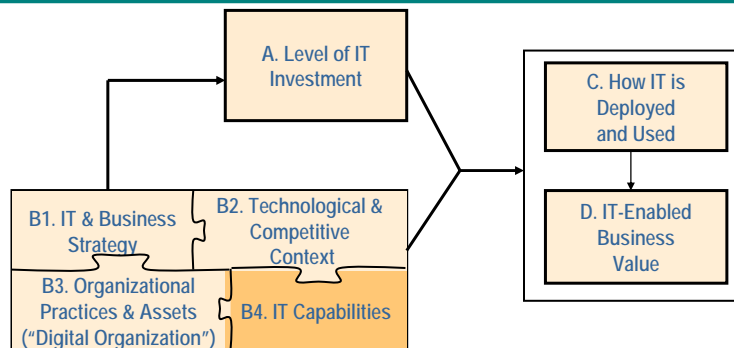 A. Level of IT
Investment
C. How IT is
Deployed
and Used
B1. IT & Business
Strategy
B2. Technological &
Competitive
Context
D. IT-Enabled
Business
Value
B3. Organizational
Practices & Assets
(“Digital Organization”)
B4. IT Capabilities